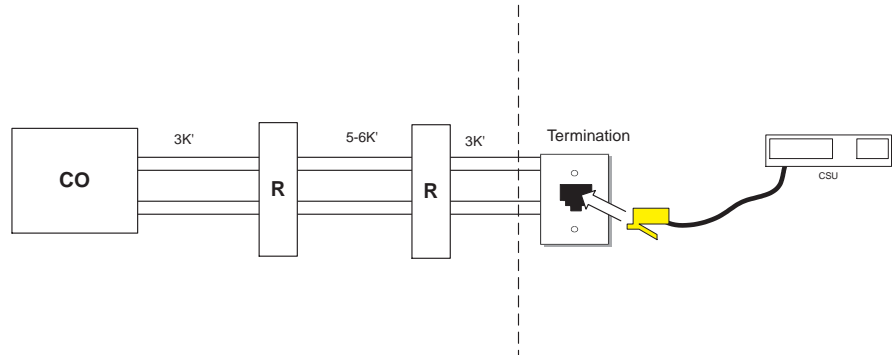 3K'
5-6K'
3K'
Termination
CO
R
R
CSU